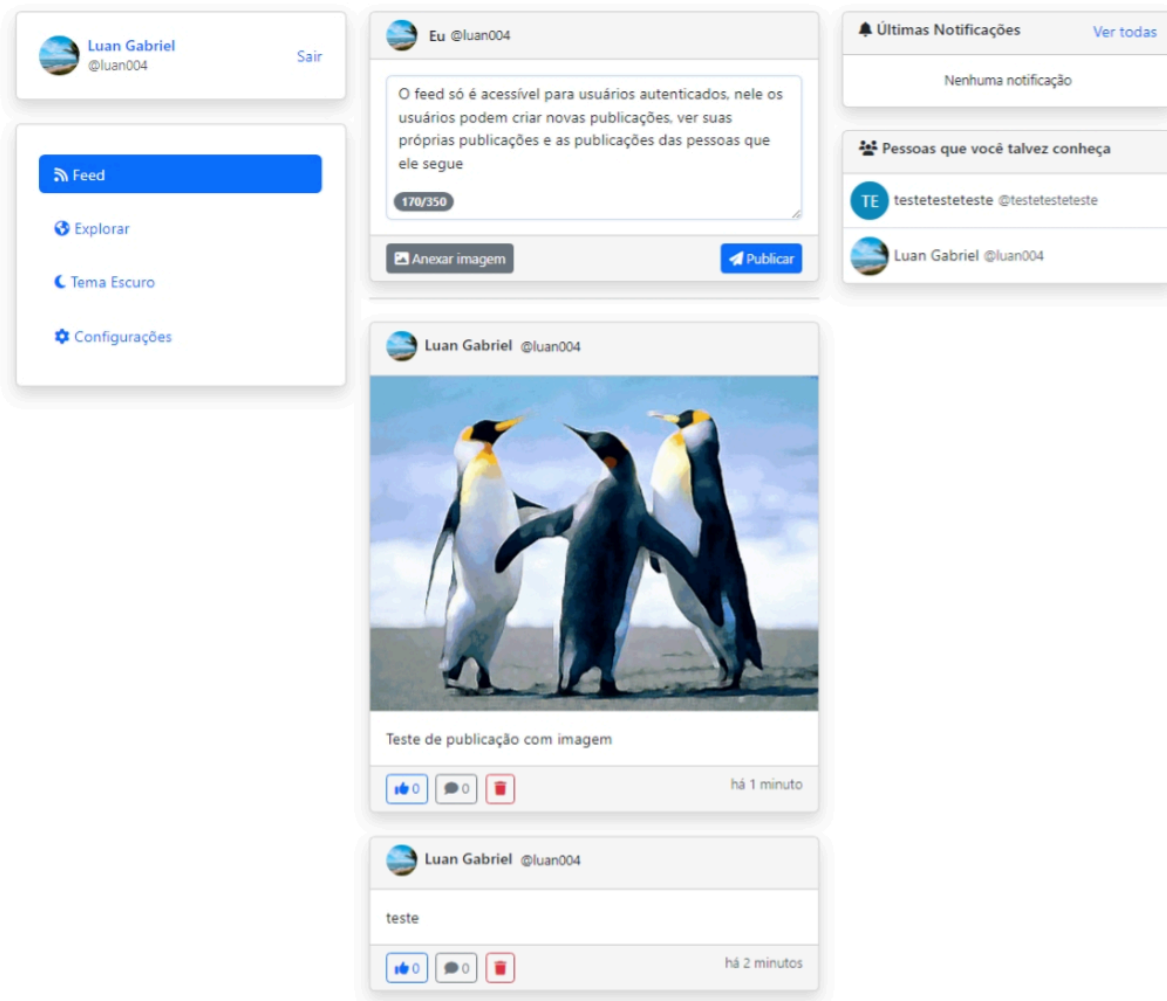 Luan Gabriel
@luan004
Sair
Feed
Explorar
Tema Escuro
Configurações
Eu @luan004
O feed só é acessível para usuários autenticados, nele os
usuários podem criar novas publicações, ver suas
próprias publicações e as publicações das pessoas que
ele segue
170/350
Anexar imagem
Publicar
Luan Gabriel @luan004
Teste de publicação com imagem
0
0
há 1 minuto
Luan Gabriel @luan004
teste
0
0
há 2 minutos
Últimas Notificações
Ver todas
Nenhuma notificação
Pessoas que você talvez conheça
TE
testetesteteste @testetesteteste
Luan Gabriel @luan004